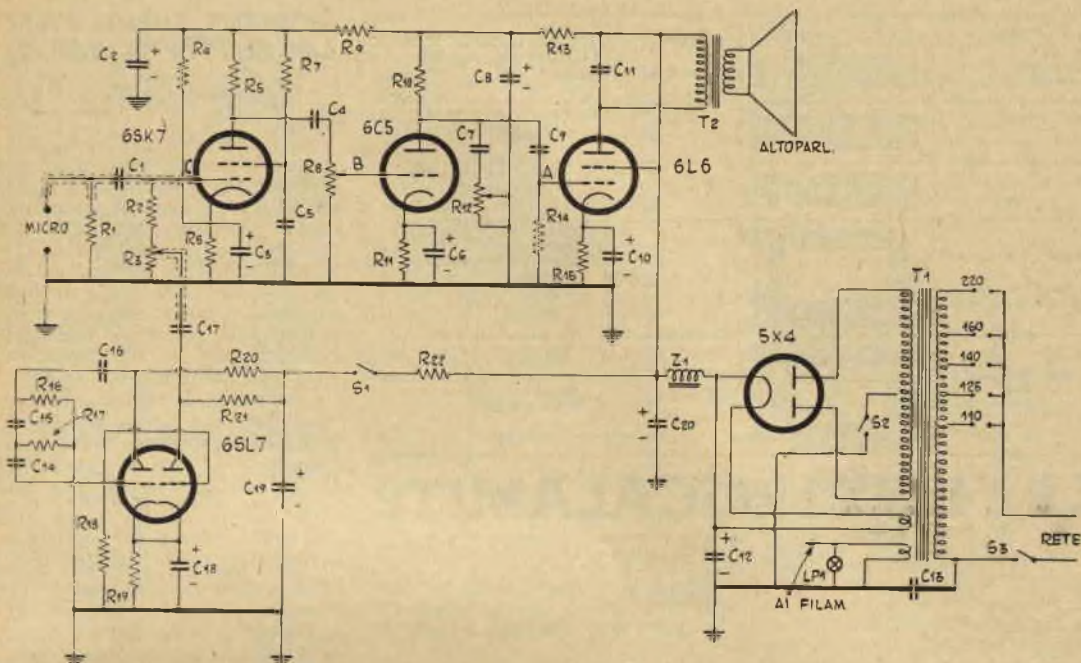 C2
+
-
R4
R5
R7
R9
R10
C8
+
-
R13
C11
T2
ALTOPARL.
6SK7
C4
6C5
C7
C9
6L6
C1
C
R8
B
A
MICRO
R1
R2
R3
R6
+
C3
-
C5
R11
+
C6
-
R12
R14
R15
+
C10
-
C17
T1
220
160
140
125
110
5X4
C16
R20
S1
R22
Z1
R16
C15
R17
R21
6SL7
C14
+
C20
-
S2
C19
+
-
R18
R19
+
C18
-
+
C12
-
LP1
AI FILAM
C13
S3
RETE